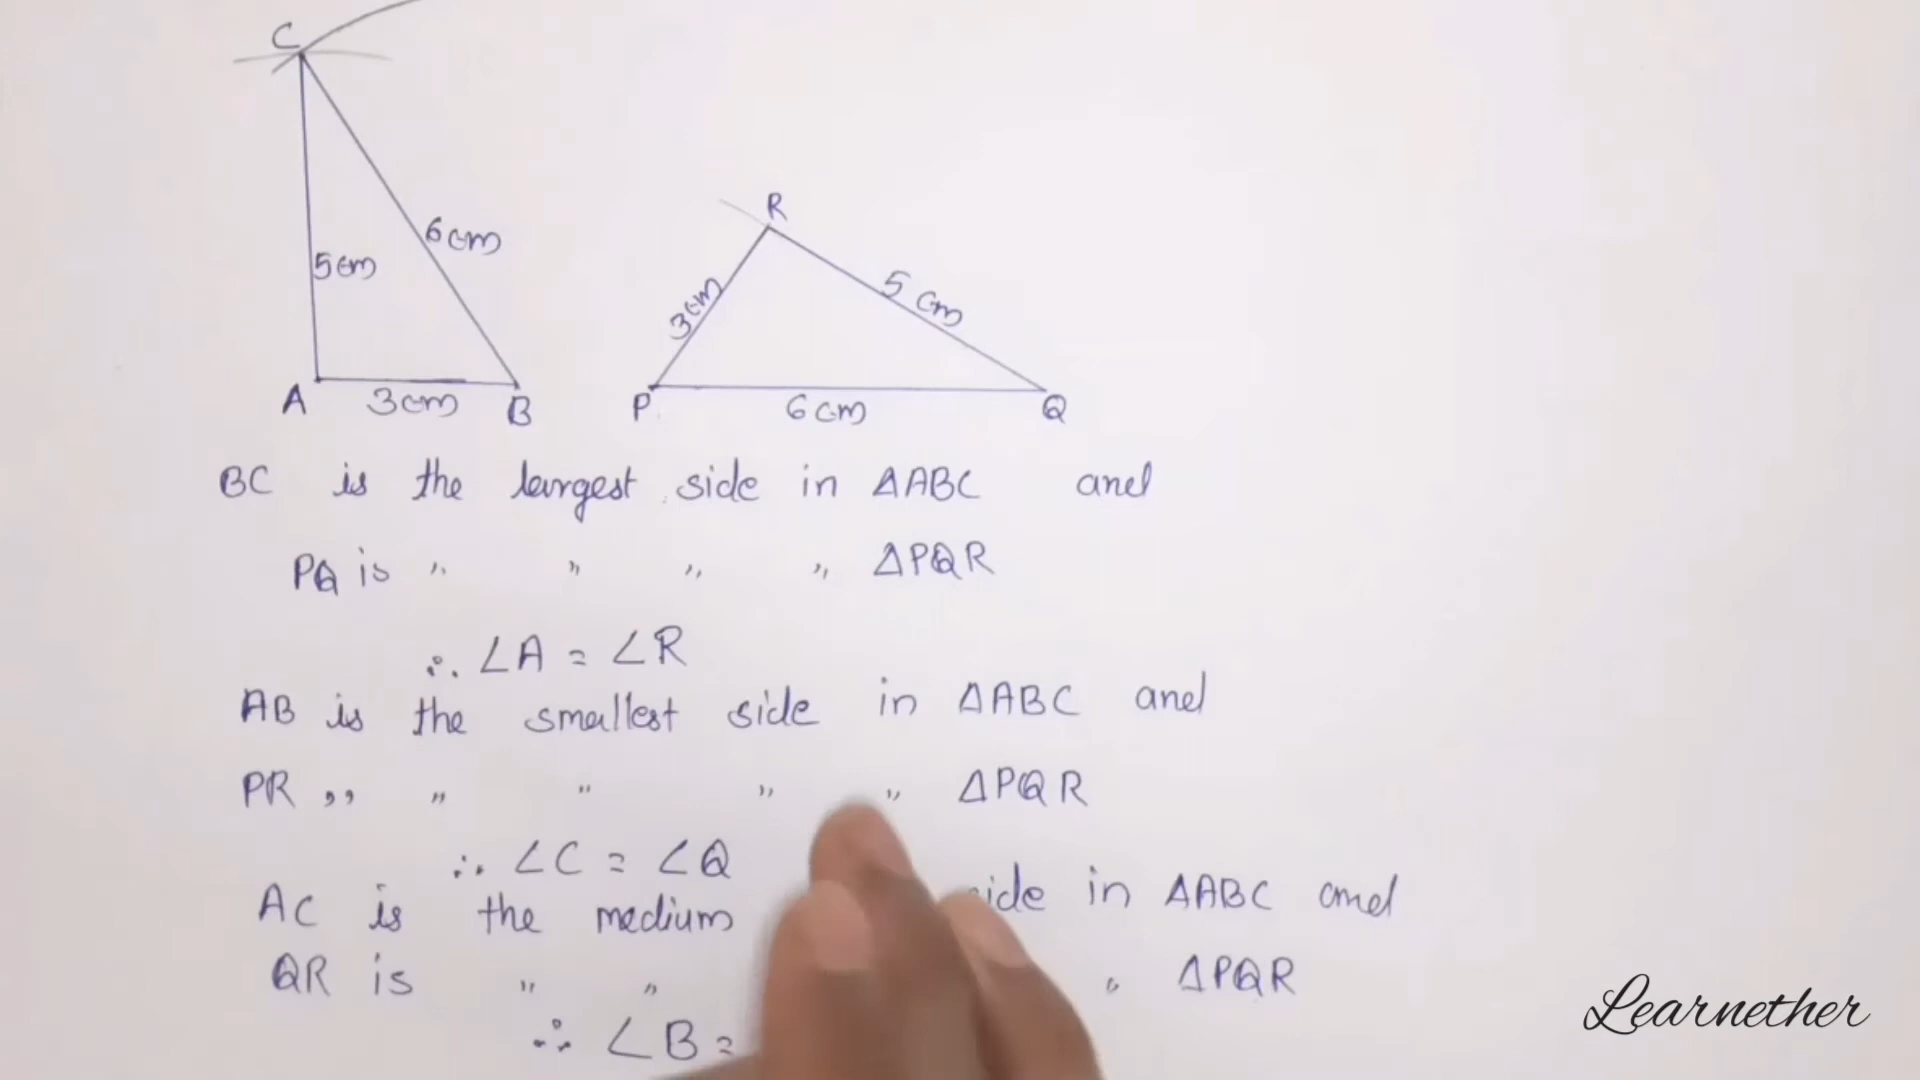 C
6cm
5cm
A 3cm B
R
3cm
5 cm
P 6cm Q
BC is the largest side in ΔABC and
PQ is " " " " ΔPQR
∴ ∠A = ∠R
AB is the smallest side in ΔABC and
PR " " " " " ΔPQR
∴ ∠C = ∠Q
AC is the medium in ΔABC and
QR is " " " ΔPQR
∴ ∠B =
Learnether